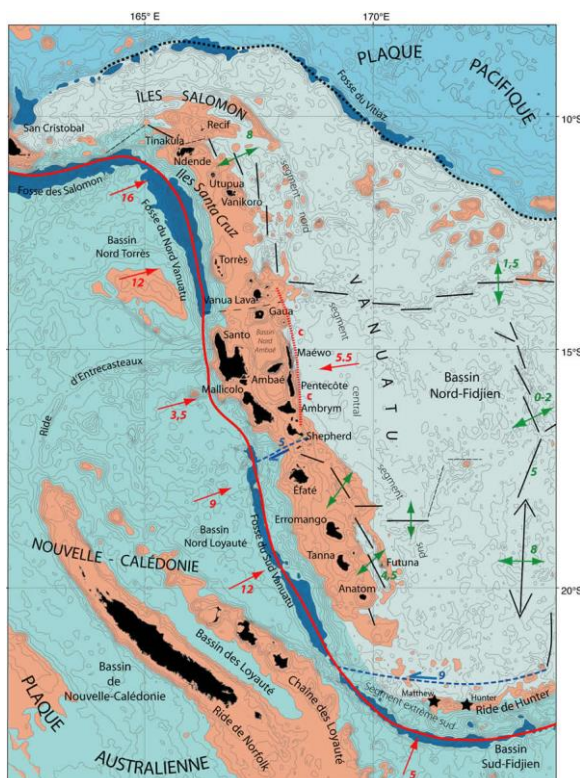 165° E
170° E
PLAQUE
PACIFIQUE
Fosse du Vitiaz
ÎLES SALOMON
10°S
San Cristobal
Recif
Tinakula
Ndende
8
Fosse des Salomon
16
Utupua
Vanikoro
Iles Santa Cruz
segment nord
Fosse du Nord Vanuatu
Bassin
Nord Torrès
12
Torrès
1,5
VANUATU
Vanua Lava
Gaua
c
segment
central
Santo
Bassin
Nord
Ambaé
Maéwo
5.5
15°S
Ride d'Entrecasteaux
Ambaé
Pentecôte
c
Bassin
Nord-Fidjien
Mallicolo
3,5
Ambrym
0-2
Shepherd
5
5
9
Éfaté
segment
sud
Bassin
Nord Loyauté
Erromango
NOUVELLE - CALÉDONIE
Fosse du Sud Vanuatu
8
Tanna
Futuna
4,5
12
Anatom
20°S
Bassin des Loyauté
Bassin
de
Nouvelle-Calédonie
Chaîne des Loyauté
9
Matthew
Hunter
Segment extrême sud
Ride de Hunter
PLAQUE
AUSTRALIENNE
Ride de Norfolk
Bassin
Sud-Fidjien
5